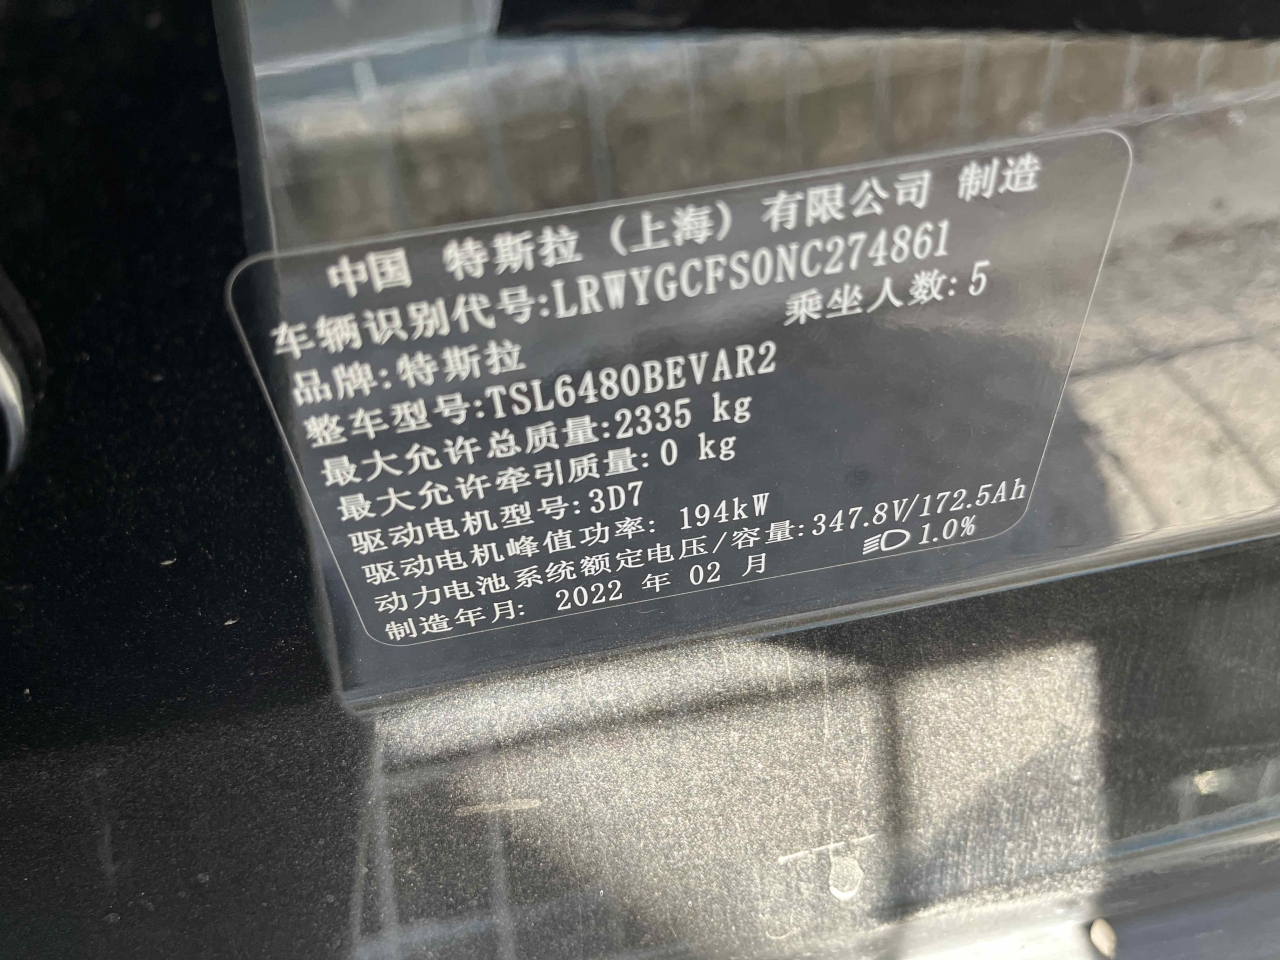 中国 特斯拉（上海）有限公司 制造
车辆识别代号:LRWYGCFS0NC274861
品牌:特斯拉 乘坐人数:5
整车型号:TSL6480BEVAR2
最大允许总质量:2335 kg
最大允许牵引质量:0 kg
驱动电机型号:3D7
驱动电机峰值功率: 194kW
动力电池系统额定电压/容量:347.8V/172.5Ah
制造年月: 2022 年 02 月 1.0%